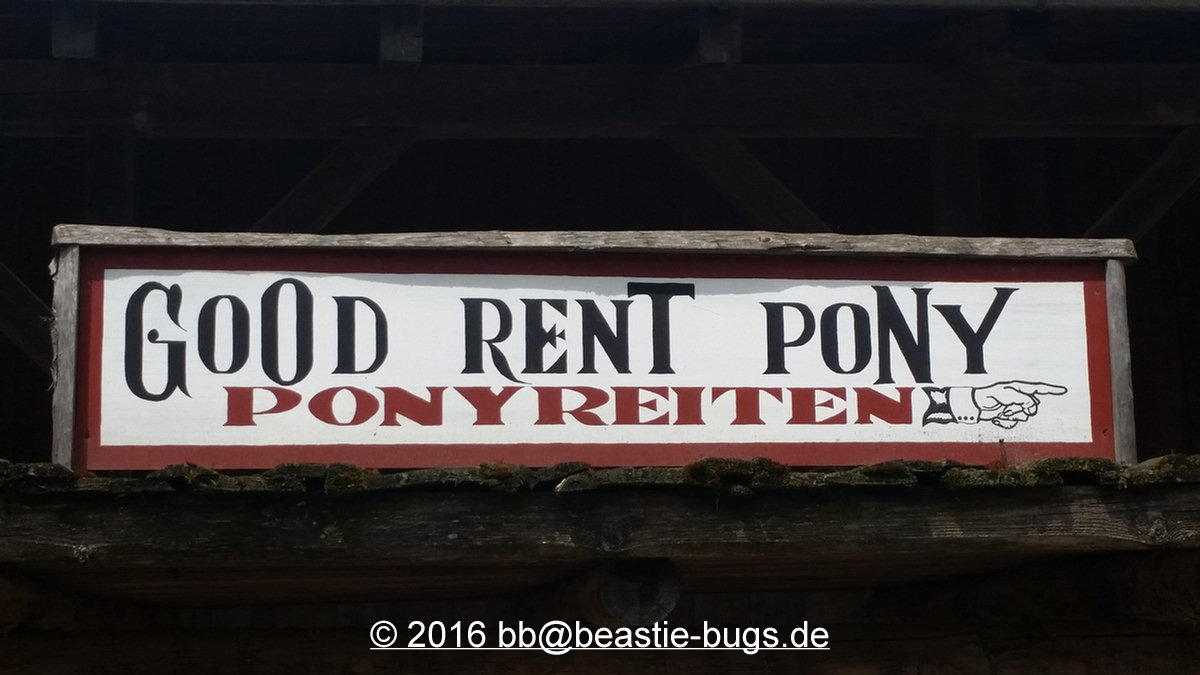 GOOD RENT PONY
PONYREITEN
© 2016 bb@beastie-bugs.de